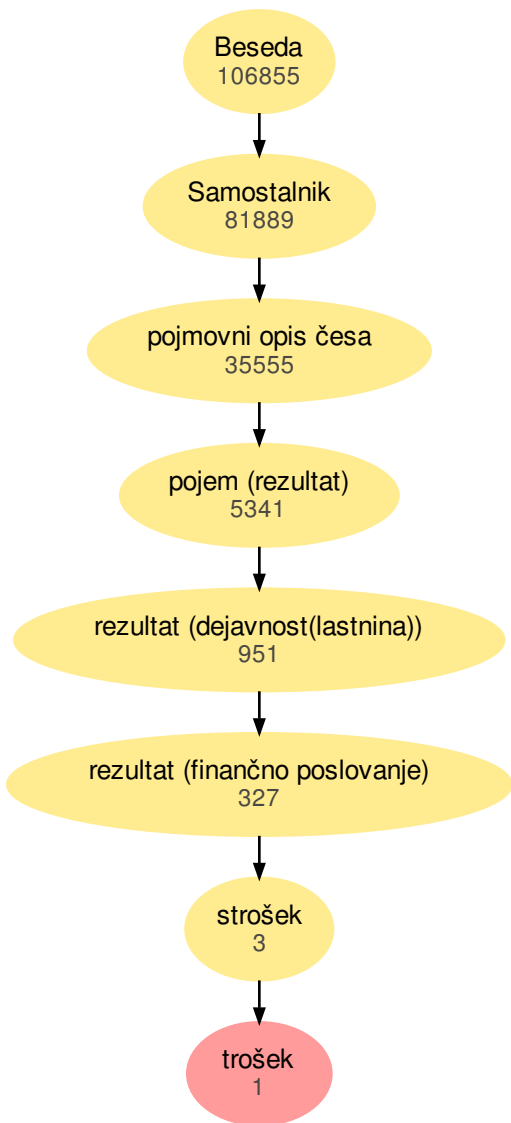 Beseda
106855
Samostalnik
81889
pojmovni opis česa
35555
pojem (rezultat)
5341
rezultat (dejavnost(lastnina))
951
rezultat (finančno poslovanje)
327
strošek
3
trošek
1